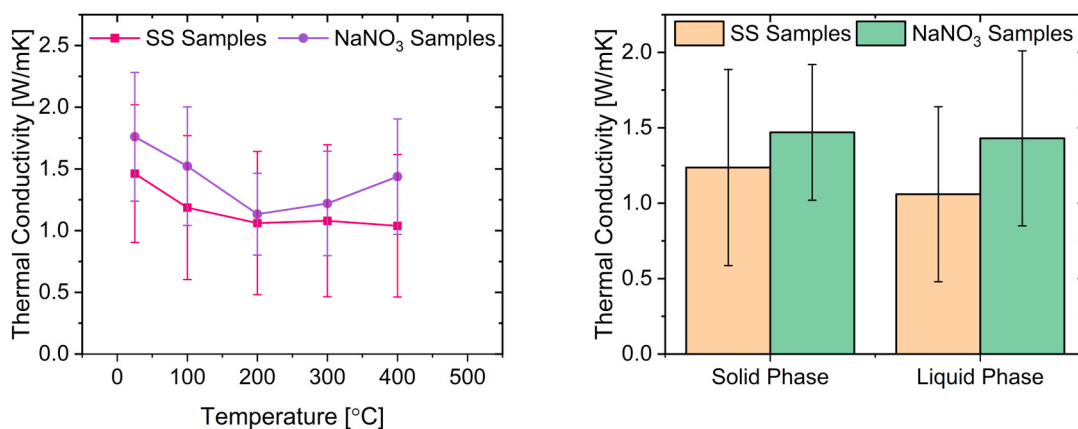 SS Samples
NaNO₃ Samples
Thermal Conductivity [W/mK]
2.5
2.0
1.5
1.0
0.5
0.0
0 100 200 300 400 500
Temperature [°C]
SS Samples
NaNO₃ Samples
Thermal Conductivity [W/mK]
2.0
1.5
1.0
0.5
0.0
Solid Phase
Liquid Phase